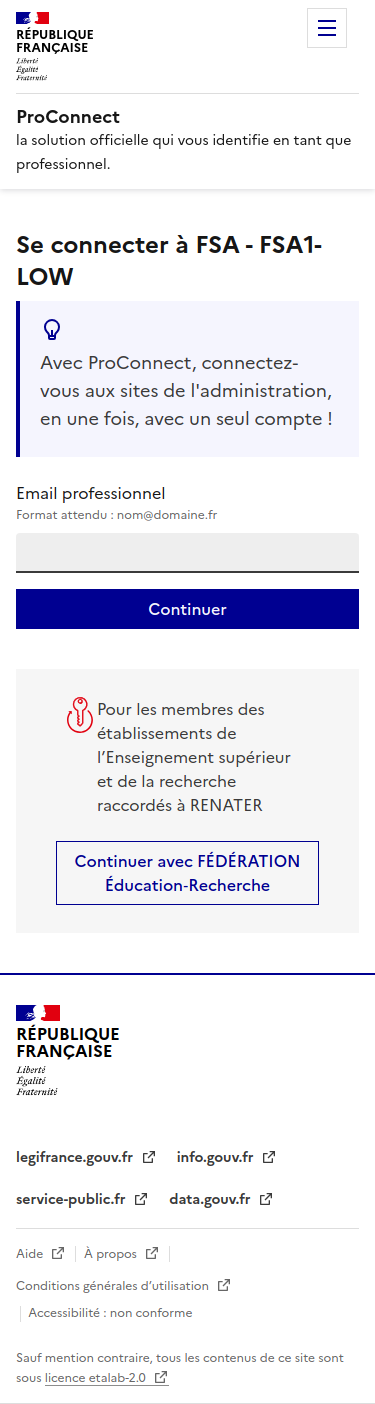 RÉPUBLIQUE
FRANÇAISE
Liberté
Égalité
Fraternité
ProConnect
la solution officielle qui vous identifie en tant que
professionnel.
Se connecter à FSA - FSA1-
LOW
Avec ProConnect, connectez-
vous aux sites de l'administration,
en une fois, avec un seul compte !
Email professionnel
Format attendu : nom@domaine.fr
Continuer
Pour les membres des
établissements de
l’Enseignement supérieur
et de la recherche
raccordés à RENATER
Continuer avec FÉDÉRATION
Éducation-Recherche
RÉPUBLIQUE
FRANÇAISE
Liberté
Égalité
Fraternité
legifrance.gouv.fr info.gouv.fr
service-public.fr data.gouv.fr
Aide À propos
Conditions générales d’utilisation
Accessibilité : non conforme
Sauf mention contraire, tous les contenus de ce site sont
sous licence etalab-2.0